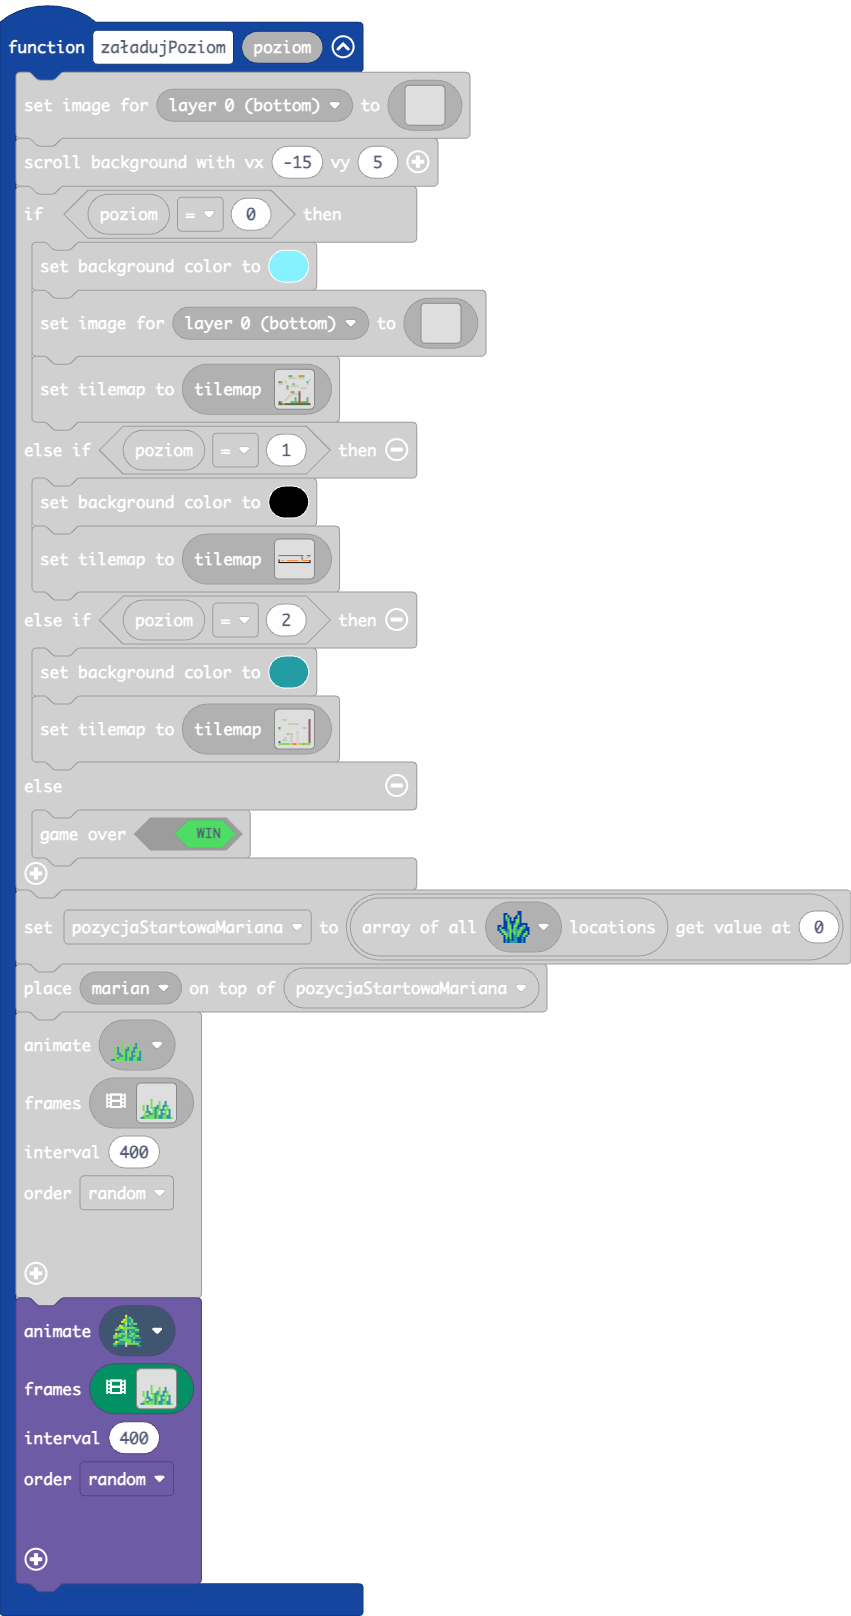 function załadujPoziom poziom
set image for layer 0 (bottom) to
scroll background with vx -15 vy 5
if poziom = 0 then
set background color to
set image for layer 0 (bottom) to
set tilemap to tilemap
else if poziom = 1 then
set background color to
set tilemap to tilemap
else if poziom = 2 then
set background color to
set tilemap to tilemap
else
game over WIN
set pozycjaStartowaMariana to array of all locations get value at 0
place marian on top of pozycjaStartowaMariana
animate
frames
interval 400
order random
animate
frames
interval 400
order random